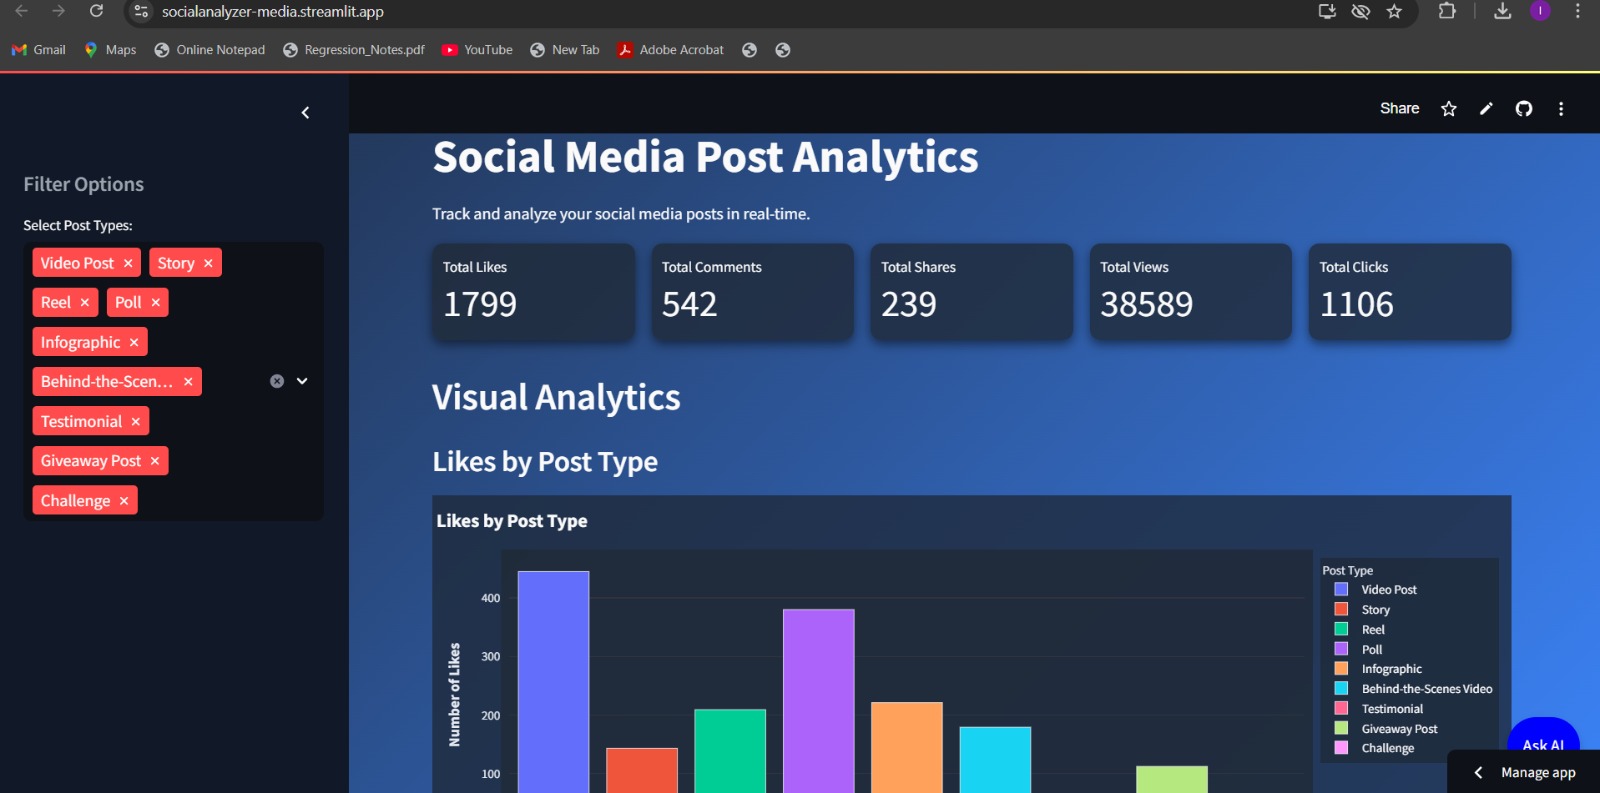 socialanalyzer-media.streamlit.app
I
Gmail
Maps
Online Notepad
Regression_Notes.pdf
YouTube
New Tab
Adobe Acrobat
Share
Filter Options
Select Post Types:
Video Post × Story ×
Reel × Poll ×
Infographic ×
Behind-the-Scen... ×
Testimonial ×
Giveaway Post ×
Challenge ×
Social Media Post Analytics
Track and analyze your social media posts in real-time.
Total Likes
1799
Total Comments
542
Total Shares
239
Total Views
38589
Total Clicks
1106
Visual Analytics
Likes by Post Type
Likes by Post Type
Number of Likes
400
300
200
100
Post Type
Video Post
Story
Reel
Poll
Infographic
Behind-the-Scenes Video
Testimonial
Giveaway Post
Challenge
Ask AI
Manage app